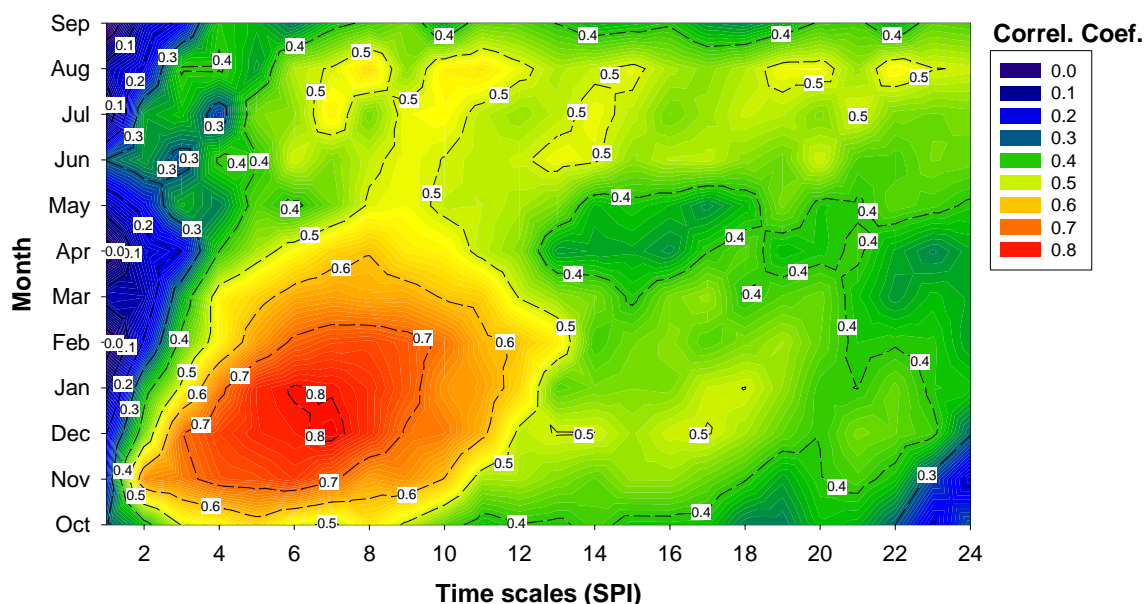 Sep
Aug
Jul
Jun
May
Apr
Mar
Feb
Jan
Dec
Nov
Oct
Month
2 4 6 8 10 12 14 16 18 20 22 24
Time scales (SPI)
Correl. Coef.
0.0
0.1
0.2
0.3
0.4
0.5
0.6
0.7
0.8
0.1 0.3 0.4 0.4 0.4 0.4 0.4
0.2 0.5 0.5 0.5 0.5
0.1 0.3 0.3 0.5 0.5 0.5 0.5
0.3 0.4 0.4 0.5
0.2 0.3 0.4 0.5 0.5 0.4 0.4
0.0 0.1 0.6 0.4 0.4 0.4 0.4
0.4
0.0 0.1 0.4 0.7 0.6 0.5 0.4
0.2 0.5 0.6 0.7 0.8 0.5 0.4
0.3 0.7 0.8 0.5 0.5
0.4 0.5 0.6 0.7 0.6 0.5 0.4 0.3
0.5 0.4 0.4 0.4